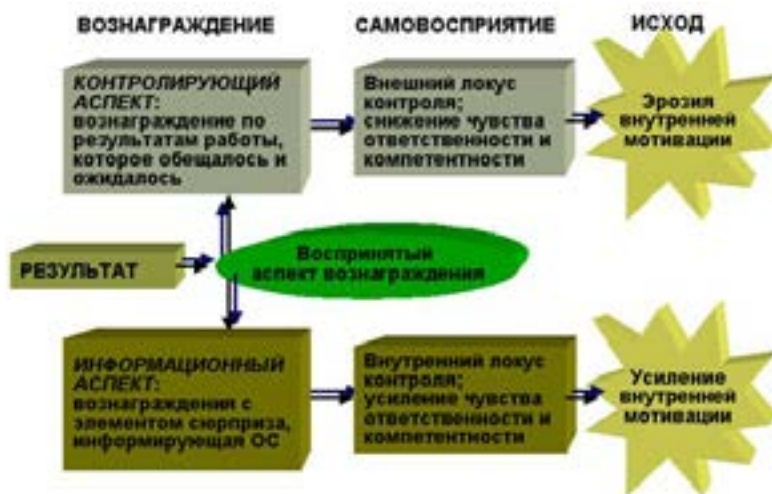 ВОЗНАГРАЖДЕНИЕ
САМОВОСПРИЯТИЕ
ИСХОД
КОНТРОЛИРУЮЩИЙ
АСПЕКТ:
вознаграждение по
результатам работы,
которое обещалось и
ожидалось
Внешний локус
контроля;
снижение чувства
ответственности и
компетентности
Эрозия
внутренней
мотивации
РЕЗУЛЬТАТ
Воспринятый
аспект вознаграждения
ИНФОРМАЦИОННЫЙ
АСПЕКТ:
вознаграждения с
элементом сюрприза,
информирующая ОС
Внутренний локус
контроля;
усиление чувства
ответственности и
компетентности
Усиление
внутренней
мотивации